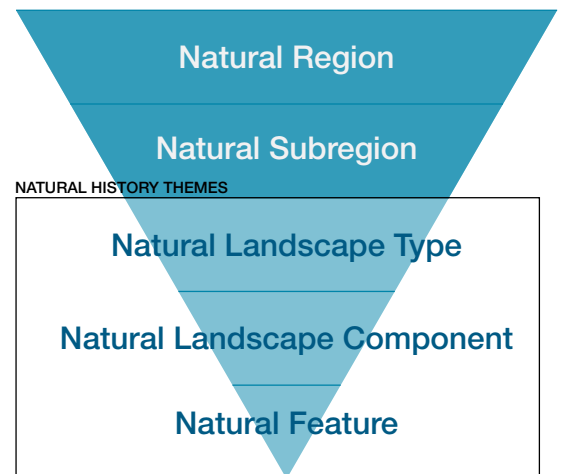 Natural Region
Natural Subregion
NATURAL HISTORY THEMES
Natural Landscape Type
Natural Landscape Component
Natural Feature